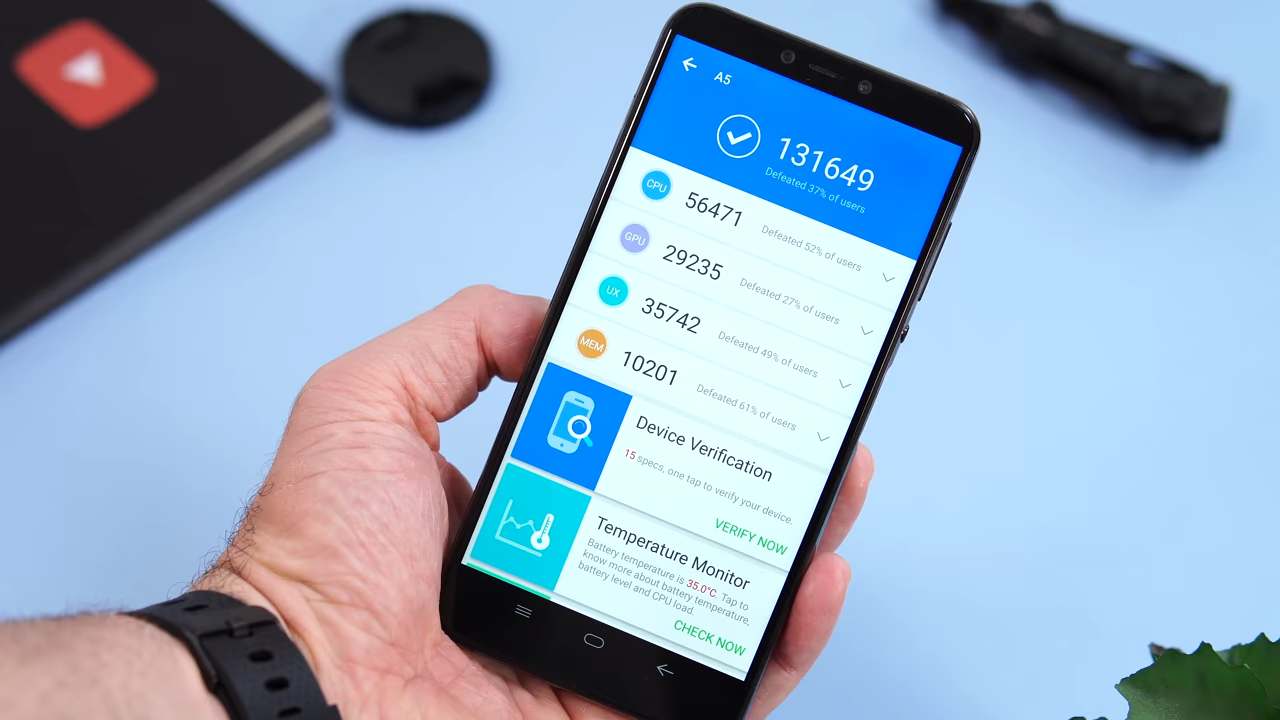 A5
131649
Defeated 37% of users
CPU 56471 Defeated 52% of users
GPU 29235 Defeated 27% of users
UX 35742 Defeated 49% of users
MEM 10201 Defeated 61% of users
Device Verification
15 specs, one tap to verify your device.
VERIFY NOW
Temperature Monitor
Battery temperature is 35.0°C. Tap to
know more about battery temperature,
battery level and CPU load.
CHECK NOW